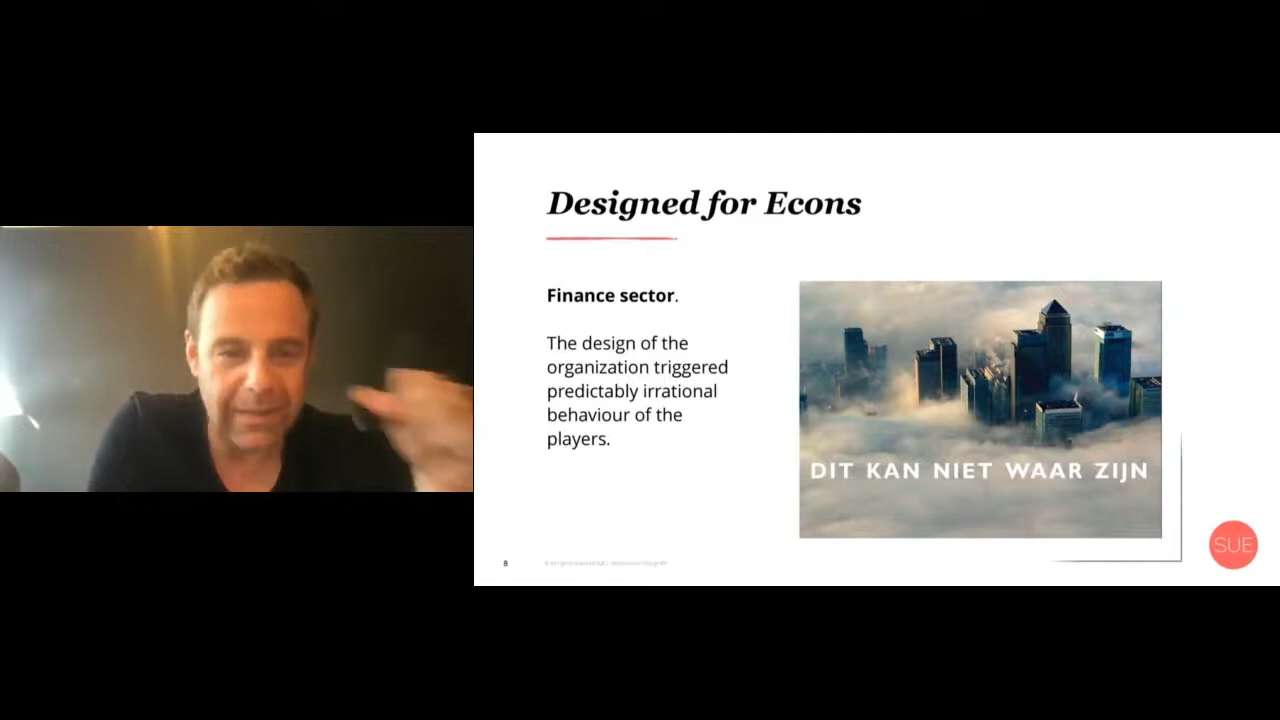 Designed for Econs
Finance sector.
The design of the
organization triggered
predictably irrational
behaviour of the
players.
DIT KAN NIET WAAR ZIJN
SUE
8